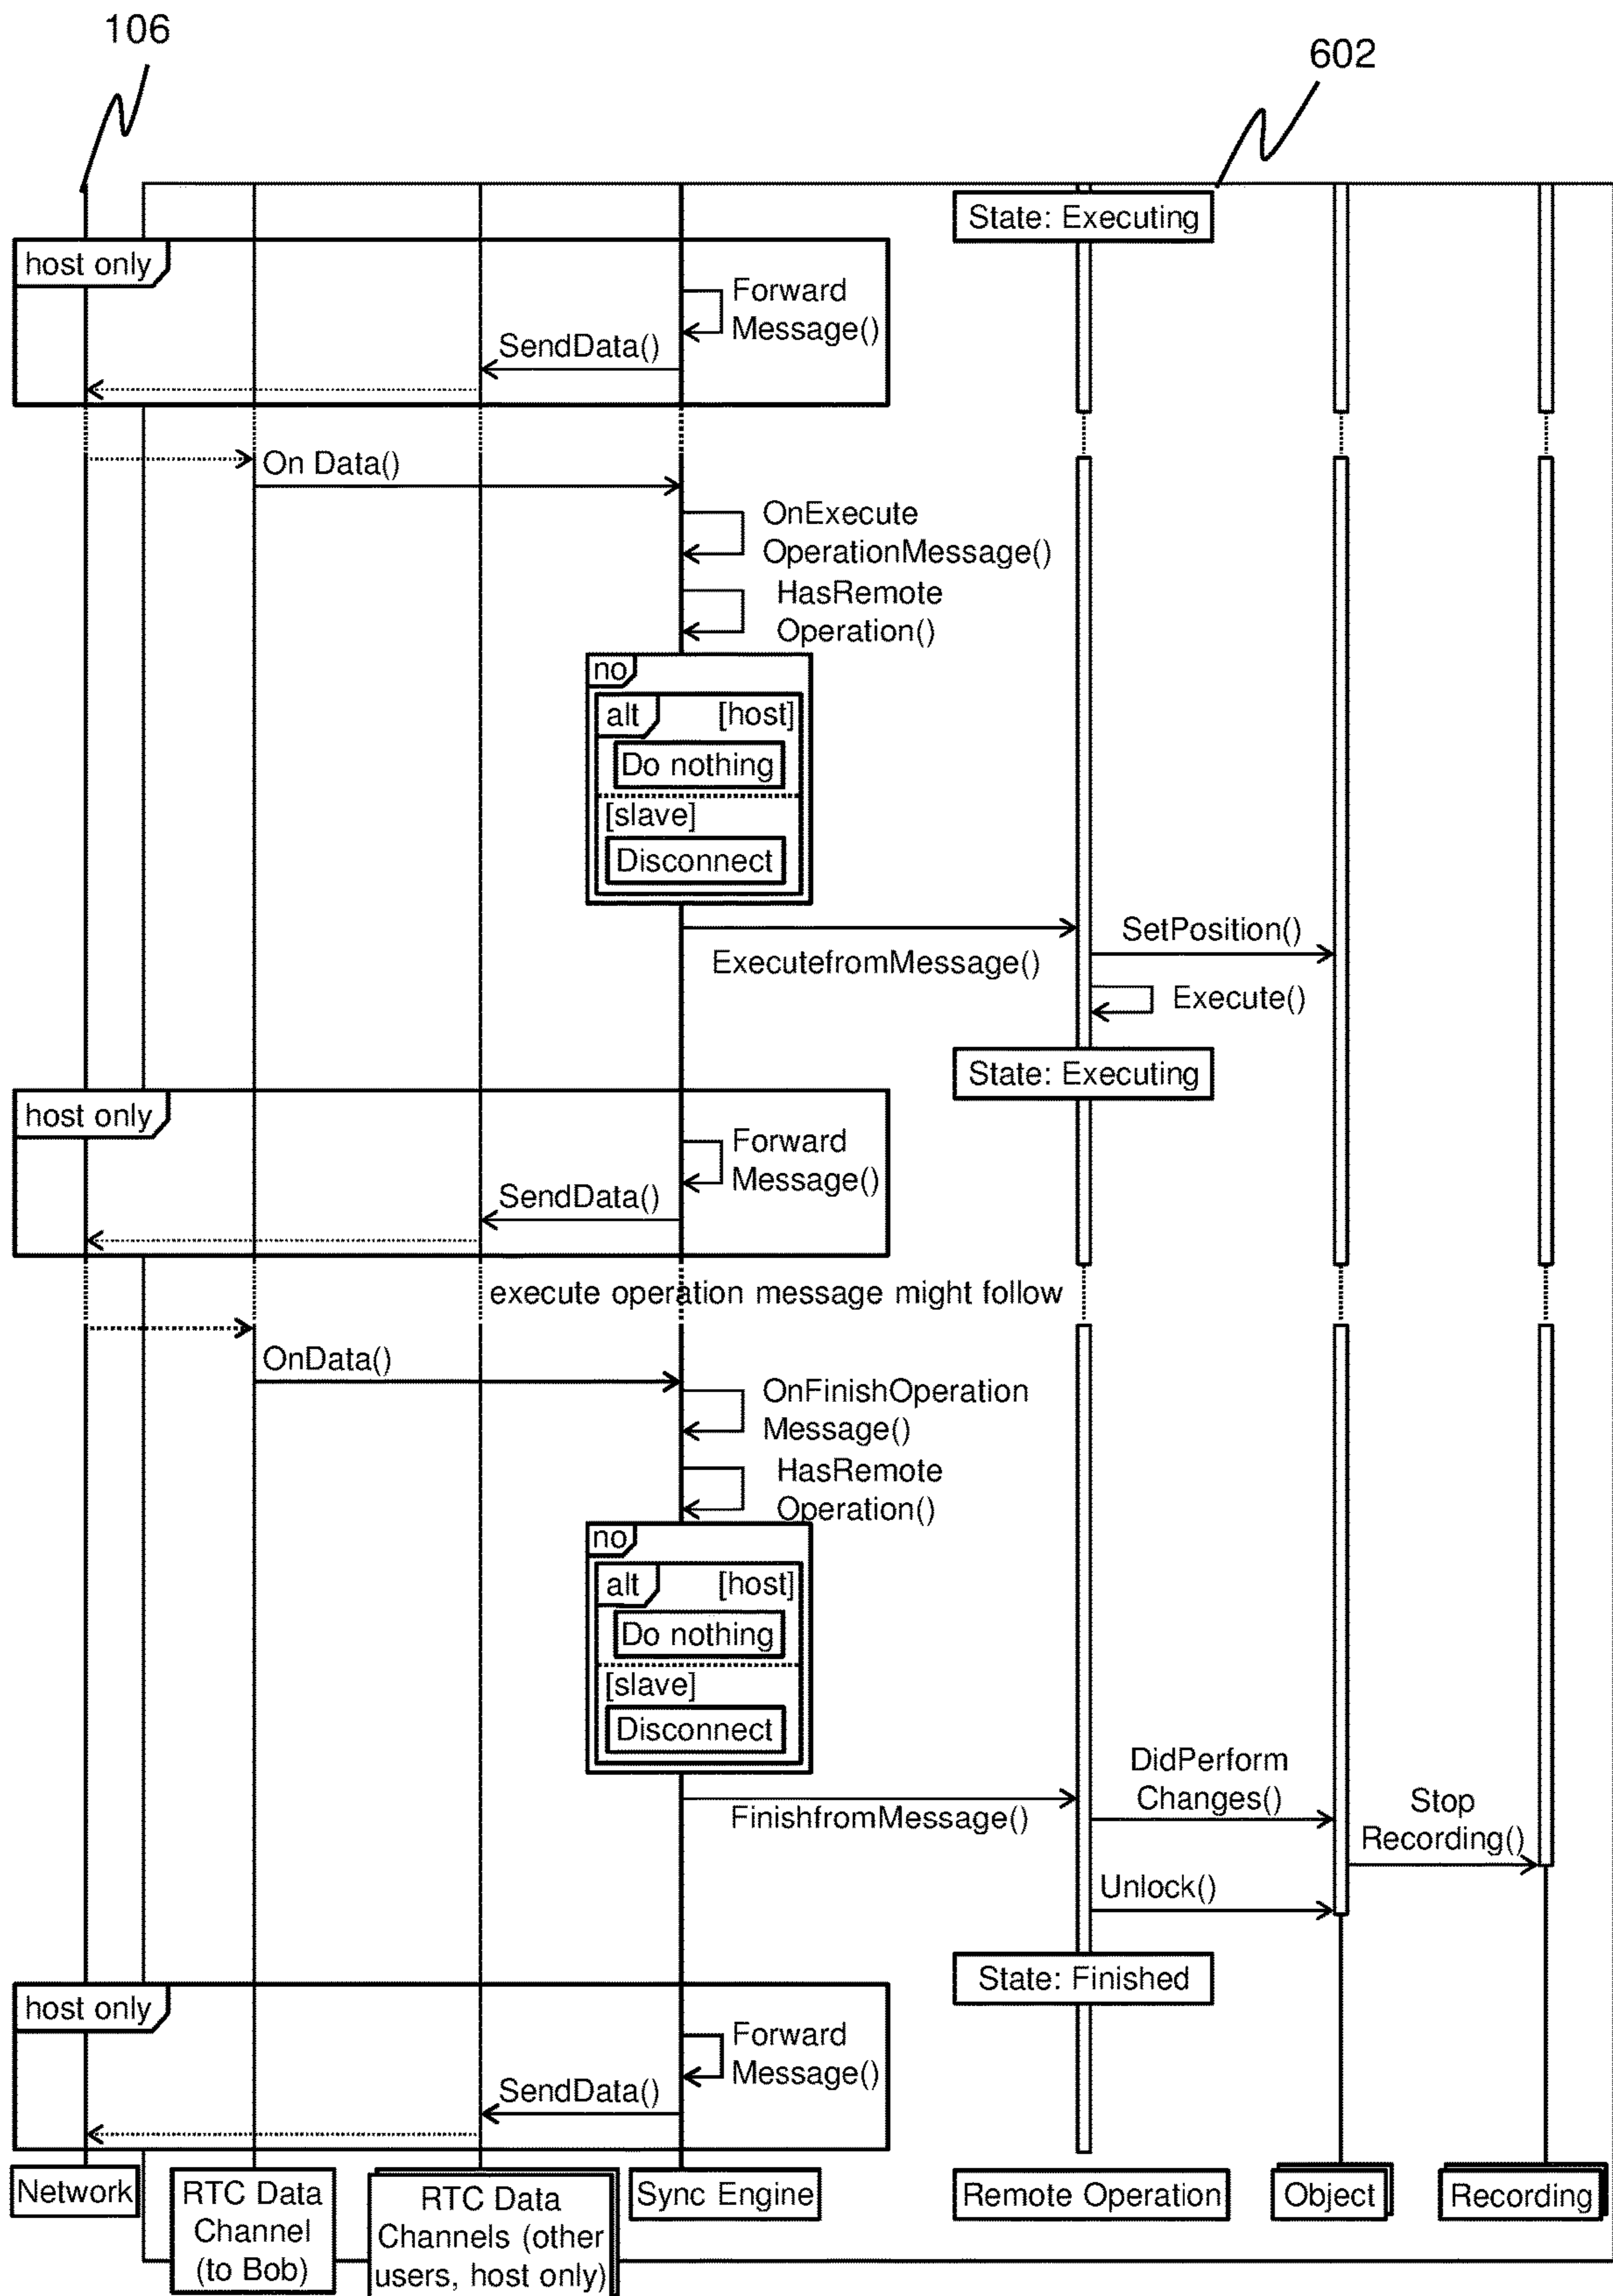 106
602
State: Executing
host only
Forward
Message()
SendData()
On Data()
OnExecute
OperationMessage()
HasRemote
Operation()
no
alt [host]
Do nothing
[slave]
Disconnect
SetPosition()
ExecutefromMessage()
Execute()
State: Executing
host only
Forward
Message()
SendData()
execute operation message might follow
OnData()
OnFinishOperation
Message()
HasRemote
Operation()
no
alt [host]
Do nothing
[slave]
Disconnect
DidPerform
Changes()
FinishfromMessage()
Stop
Recording()
Unlock()
State: Finished
host only
Forward
Message()
SendData()
Network
RTC Data
Channel
(to Bob)
RTC Data
Channels (other
users, host only)
Sync Engine
Remote Operation
Object
Recording